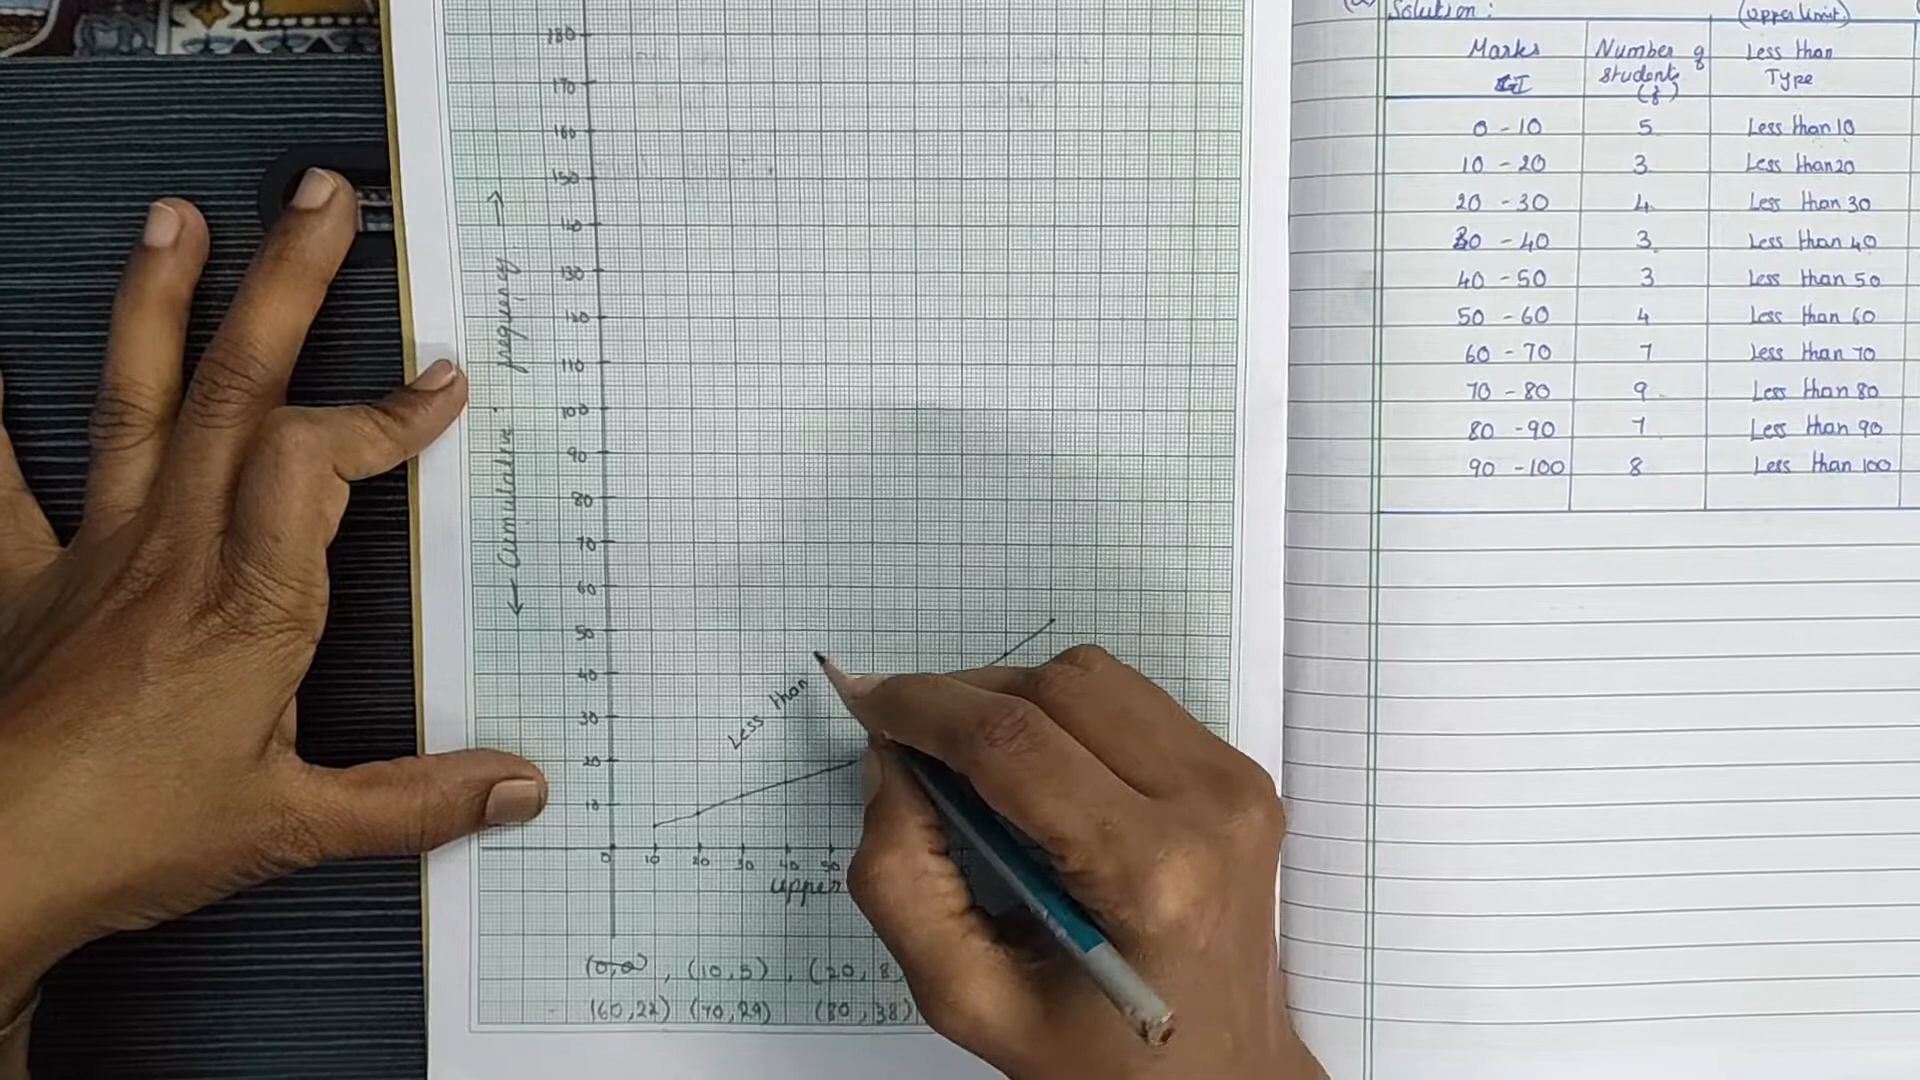 180
170
160
150
140
130
120
110
100
90
80
70
60
50
40
30
20
10
← Cumulative frequency →
Less than
0 10 20 30 40 50
upper
(0,0), (10,5), (20,8
(60,22) (70,29) (80,38)
Solution: (Upper limit)
Marks Number of Less than
CI students Type
(f)
0 - 10 5 Less than 10
10 - 20 3 Less than 20
20 - 30 4 Less than 30
30 - 40 3 Less than 40
40 - 50 3 Less than 50
50 - 60 4 Less than 60
60 - 70 7 Less than 70
70 - 80 9 Less than 80
80 - 90 7 Less than 90
90 - 100 8 Less than 100